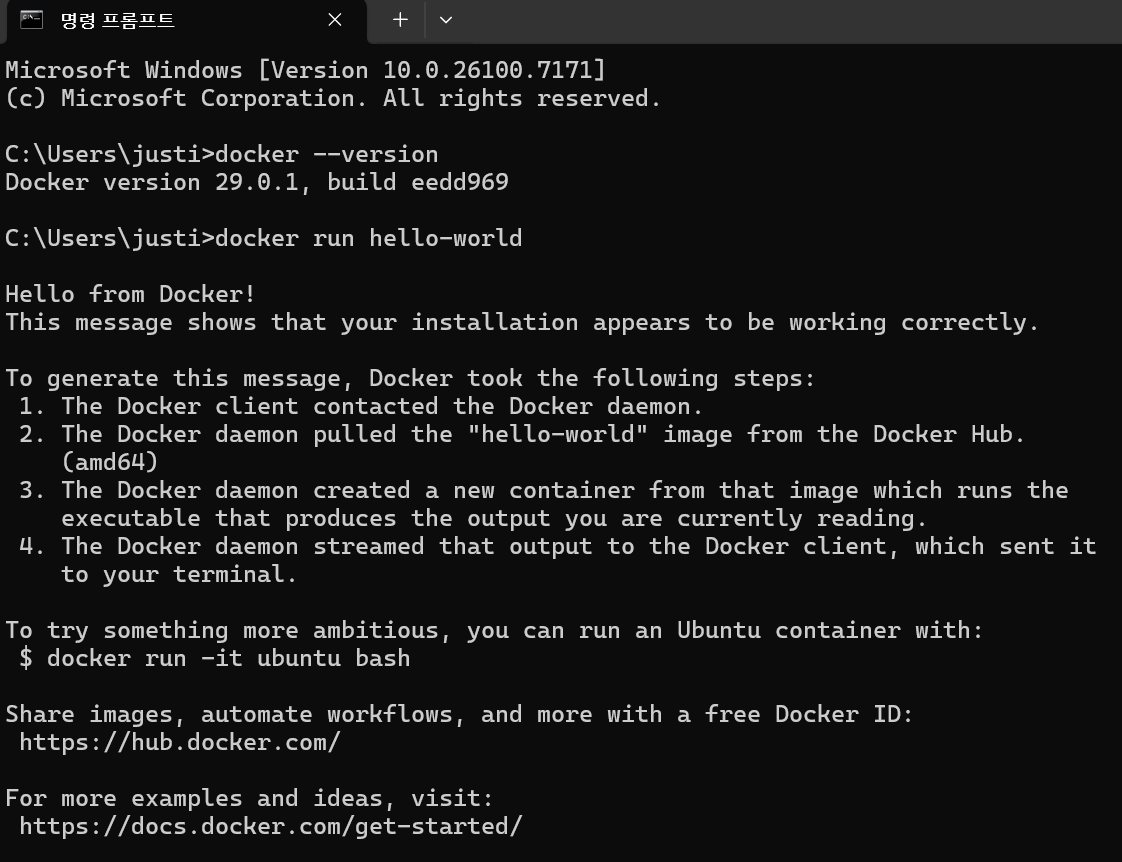 명령 프롬프트
Microsoft Windows [Version 10.0.26100.7171]
(c) Microsoft Corporation. All rights reserved.
C:\Users\justi>docker --version
Docker version 29.0.1, build eedd969
C:\Users\justi>docker run hello-world
Hello from Docker!
This message shows that your installation appears to be working correctly.
To generate this message, Docker took the following steps:
1. The Docker client contacted the Docker daemon.
2. The Docker daemon pulled the "hello-world" image from the Docker Hub.
(amd64)
3. The Docker daemon created a new container from that image which runs the
executable that produces the output you are currently reading.
4. The Docker daemon streamed that output to the Docker client, which sent it
to your terminal.
To try something more ambitious, you can run an Ubuntu container with:
$ docker run -it ubuntu bash
Share images, automate workflows, and more with a free Docker ID:
https://hub.docker.com/
For more examples and ideas, visit:
https://docs.docker.com/get-started/